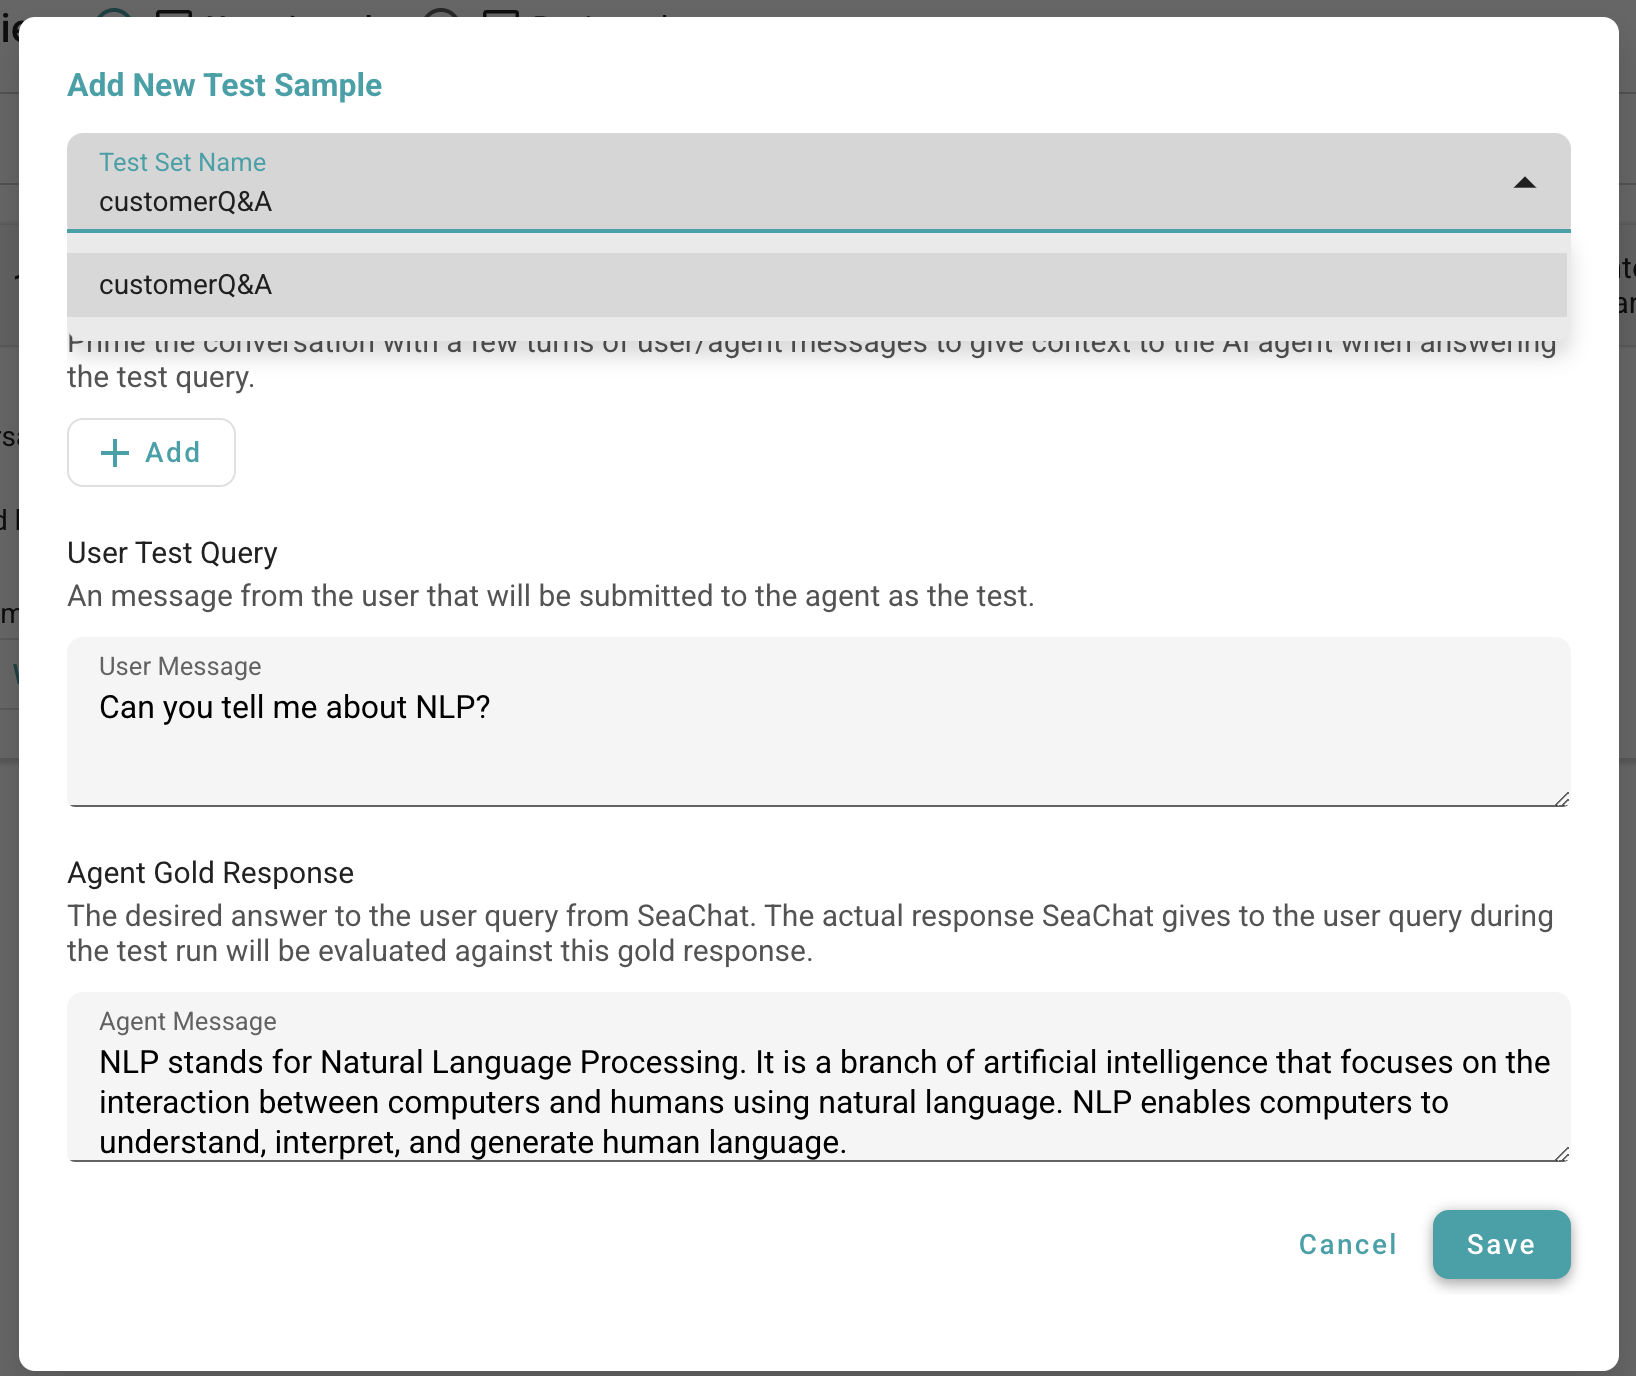 Add New Test Sample
Test Set Name
customerQ&A
customerQ&A
Prime the conversation with a few turns of user/agent messages to give context to the AI agent when answering
the test query.
+ Add
User Test Query
An message from the user that will be submitted to the agent as the test.
User Message
Can you tell me about NLP?
Agent Gold Response
The desired answer to the user query from SeaChat. The actual response SeaChat gives to the user query during
the test run will be evaluated against this gold response.
Agent Message
NLP stands for Natural Language Processing. It is a branch of artificial intelligence that focuses on the
interaction between computers and humans using natural language. NLP enables computers to
understand, interpret, and generate human language.
Cancel
Save